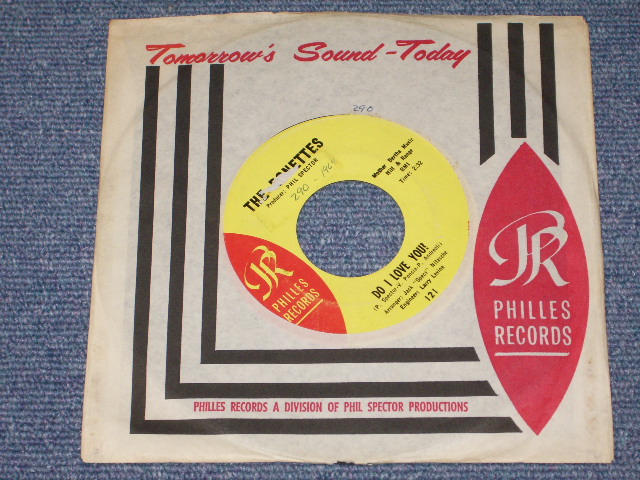 Tomorrow's Sound-Today
290
THE RONETTES
Producer: PHIL SPECTOR
290 - 1964
Mother Bertha Music
Hill & Range
BMI
Time: 2:32
PR
PHILLES
RECORDS
DO I LOVE YOU?
(P. Spector-V. Poncia-P. Andreoli)
Arranger: Jack "Specs" Nitzsche
Engineer: Larry Levine
121
PR
PHILLES
RECORDS
PHILLES RECORDS A DIVISION OF PHIL SPECTOR PRODUCTIONS